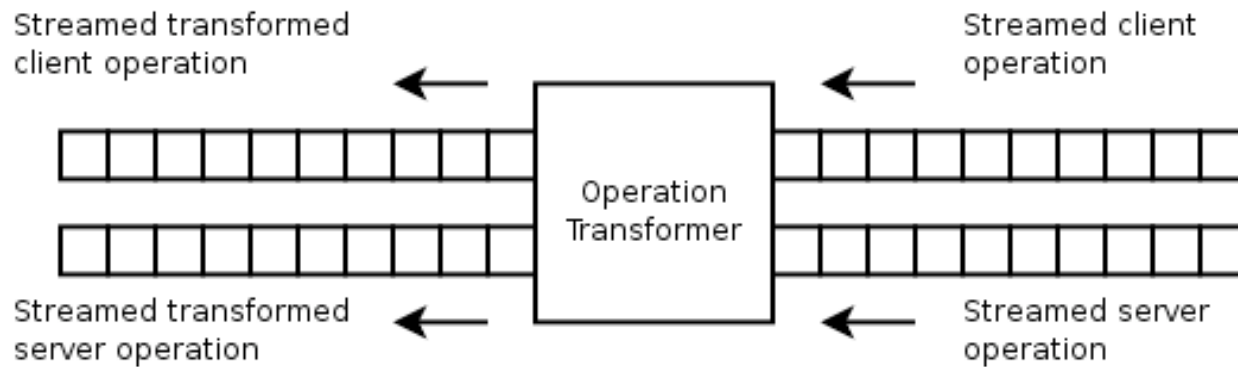 Streamed transformed
client operation
Streamed client
operation
Operation
Transformer
Streamed transformed
server operation
Streamed server
operation